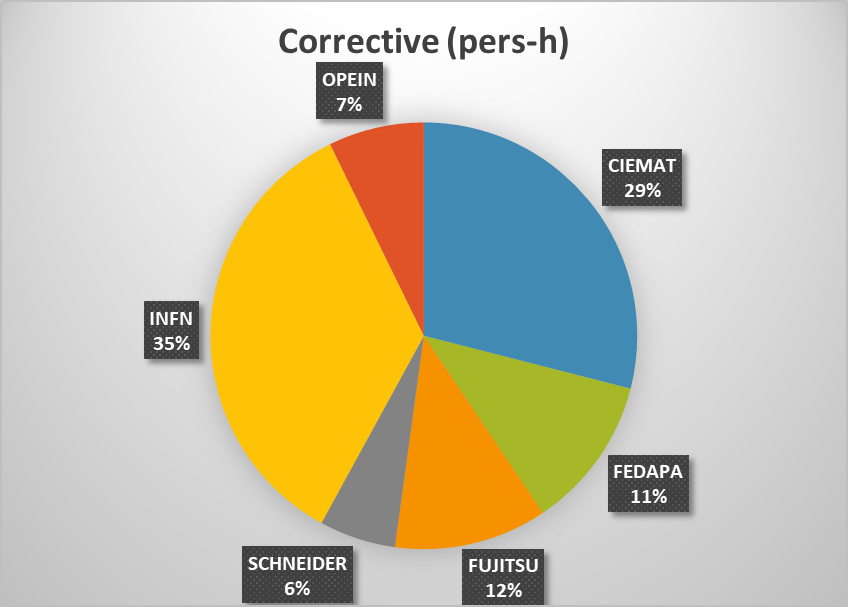 Corrective (pers-h)
OPEIN
7%
CIEMAT
29%
INFN
35%
FEDAPA
11%
SCHNEIDER
6%
FUJITSU
12%